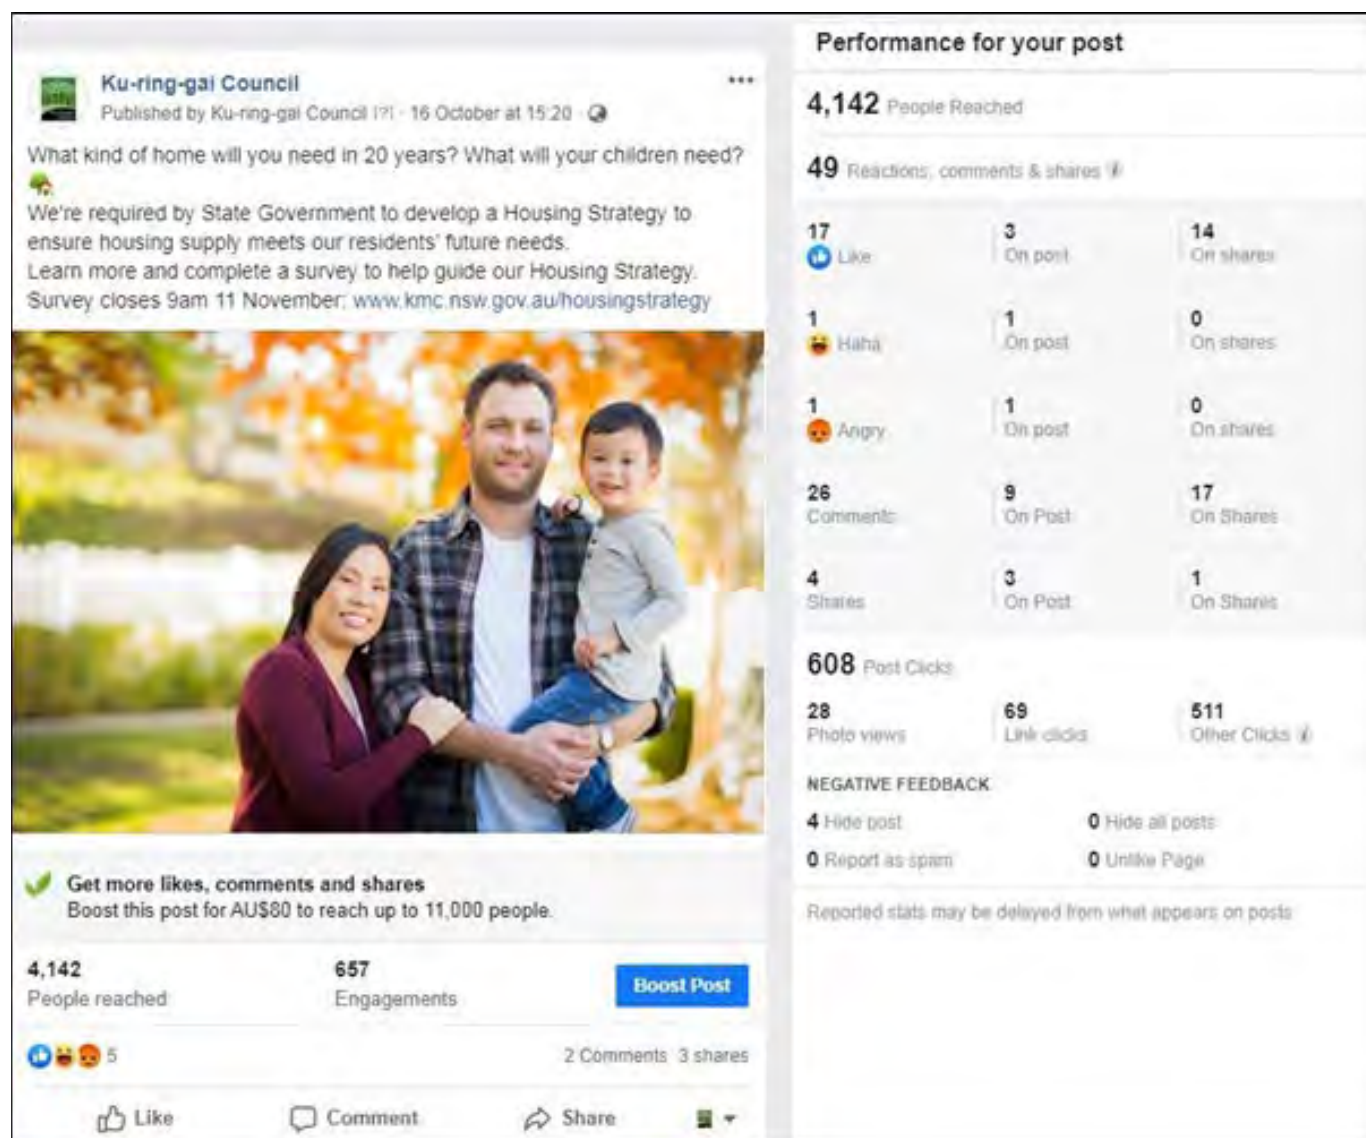 Ku-ring-gai Council
Published by Ku-ring-gai Council [?] · 16 October at 15:20 ·
What kind of home will you need in 20 years? What will your children need?
We're required by State Government to develop a Housing Strategy to
ensure housing supply meets our residents' future needs.
Learn more and complete a survey to help guide our Housing Strategy.
Survey closes 9am 11 November: www.kmc.nsw.gov.au/housingstrategy
Get more likes, comments and shares
Boost this post for AU$80 to reach up to 11,000 people.
4,142 657
People reached Engagements
Boost Post
5 2 Comments 3 shares
Like Comment Share
Performance for your post
4,142 People Reached
49 Reactions, comments & shares
17 3 14
Like On post On shares
1 1 0
Haha On post On shares
1 1 0
Angry On post On shares
26 9 17
Comments On Post On Shares
4 3 1
Shares On Post On Shares
608 Post Clicks
28 69 511
Photo views Link clicks Other Clicks
NEGATIVE FEEDBACK
4 Hide post 0 Hide all posts
0 Report as spam 0 Unlike Page
Reported stats may be delayed from what appears on posts